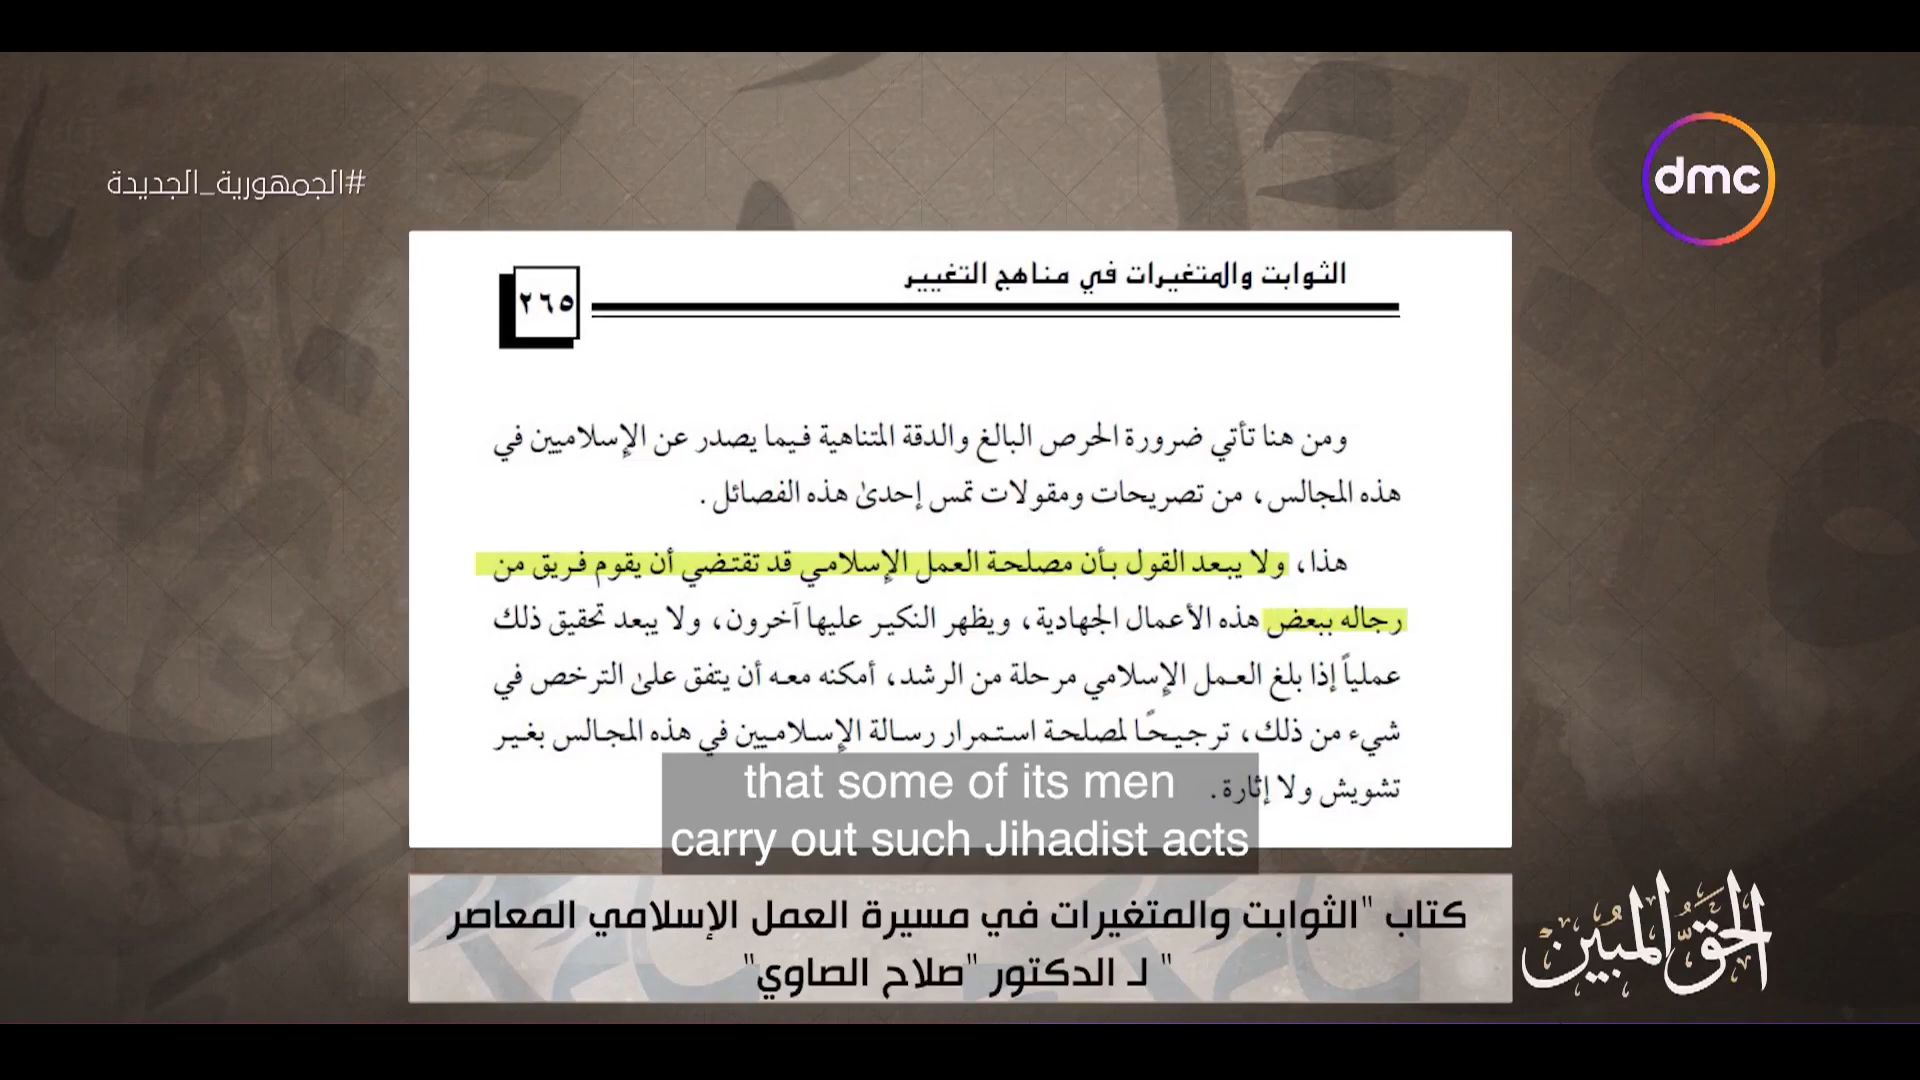 #الجمهورية_الجديدة
dmc
الثوابت والمتغيرات في مناهج التغيير
٢٦٥
ومن هنا تأتي ضرورة الحرص البالغ والدقة المتناهية فيما يصدر عن الإسلاميين في
هذه المجالس، من تصريحات ومقولات تمس إحدىٰ هذه الفصائل.
هذا، ولا يبعد القول بأن مصلحة العمل الإسلامي قد تقتضي أن يقوم فريق من
رجاله ببعض هذه الأعمال الجهادية، ويظهر النكير عليها آخرون، ولا يبعد تحقيق ذلك
عملياً إذا بلغ العمل الإسلامي مرحلة من الرشد، أمكنه معه أن يتفق علىٰ الترخص في
شيء من ذلك، ترجيحًا لمصلحة استمرار رسالة الإسلاميين في هذه المجالس بغير
تشويش ولا إثارة.
that some of its men
carry out such Jihadist acts
كتاب "الثوابت والمتغيرات في مسيرة العمل الإسلامي المعاصر
" لـ الدكتور "صلاح الصاوي"
الحَقُّ المُبِينْ